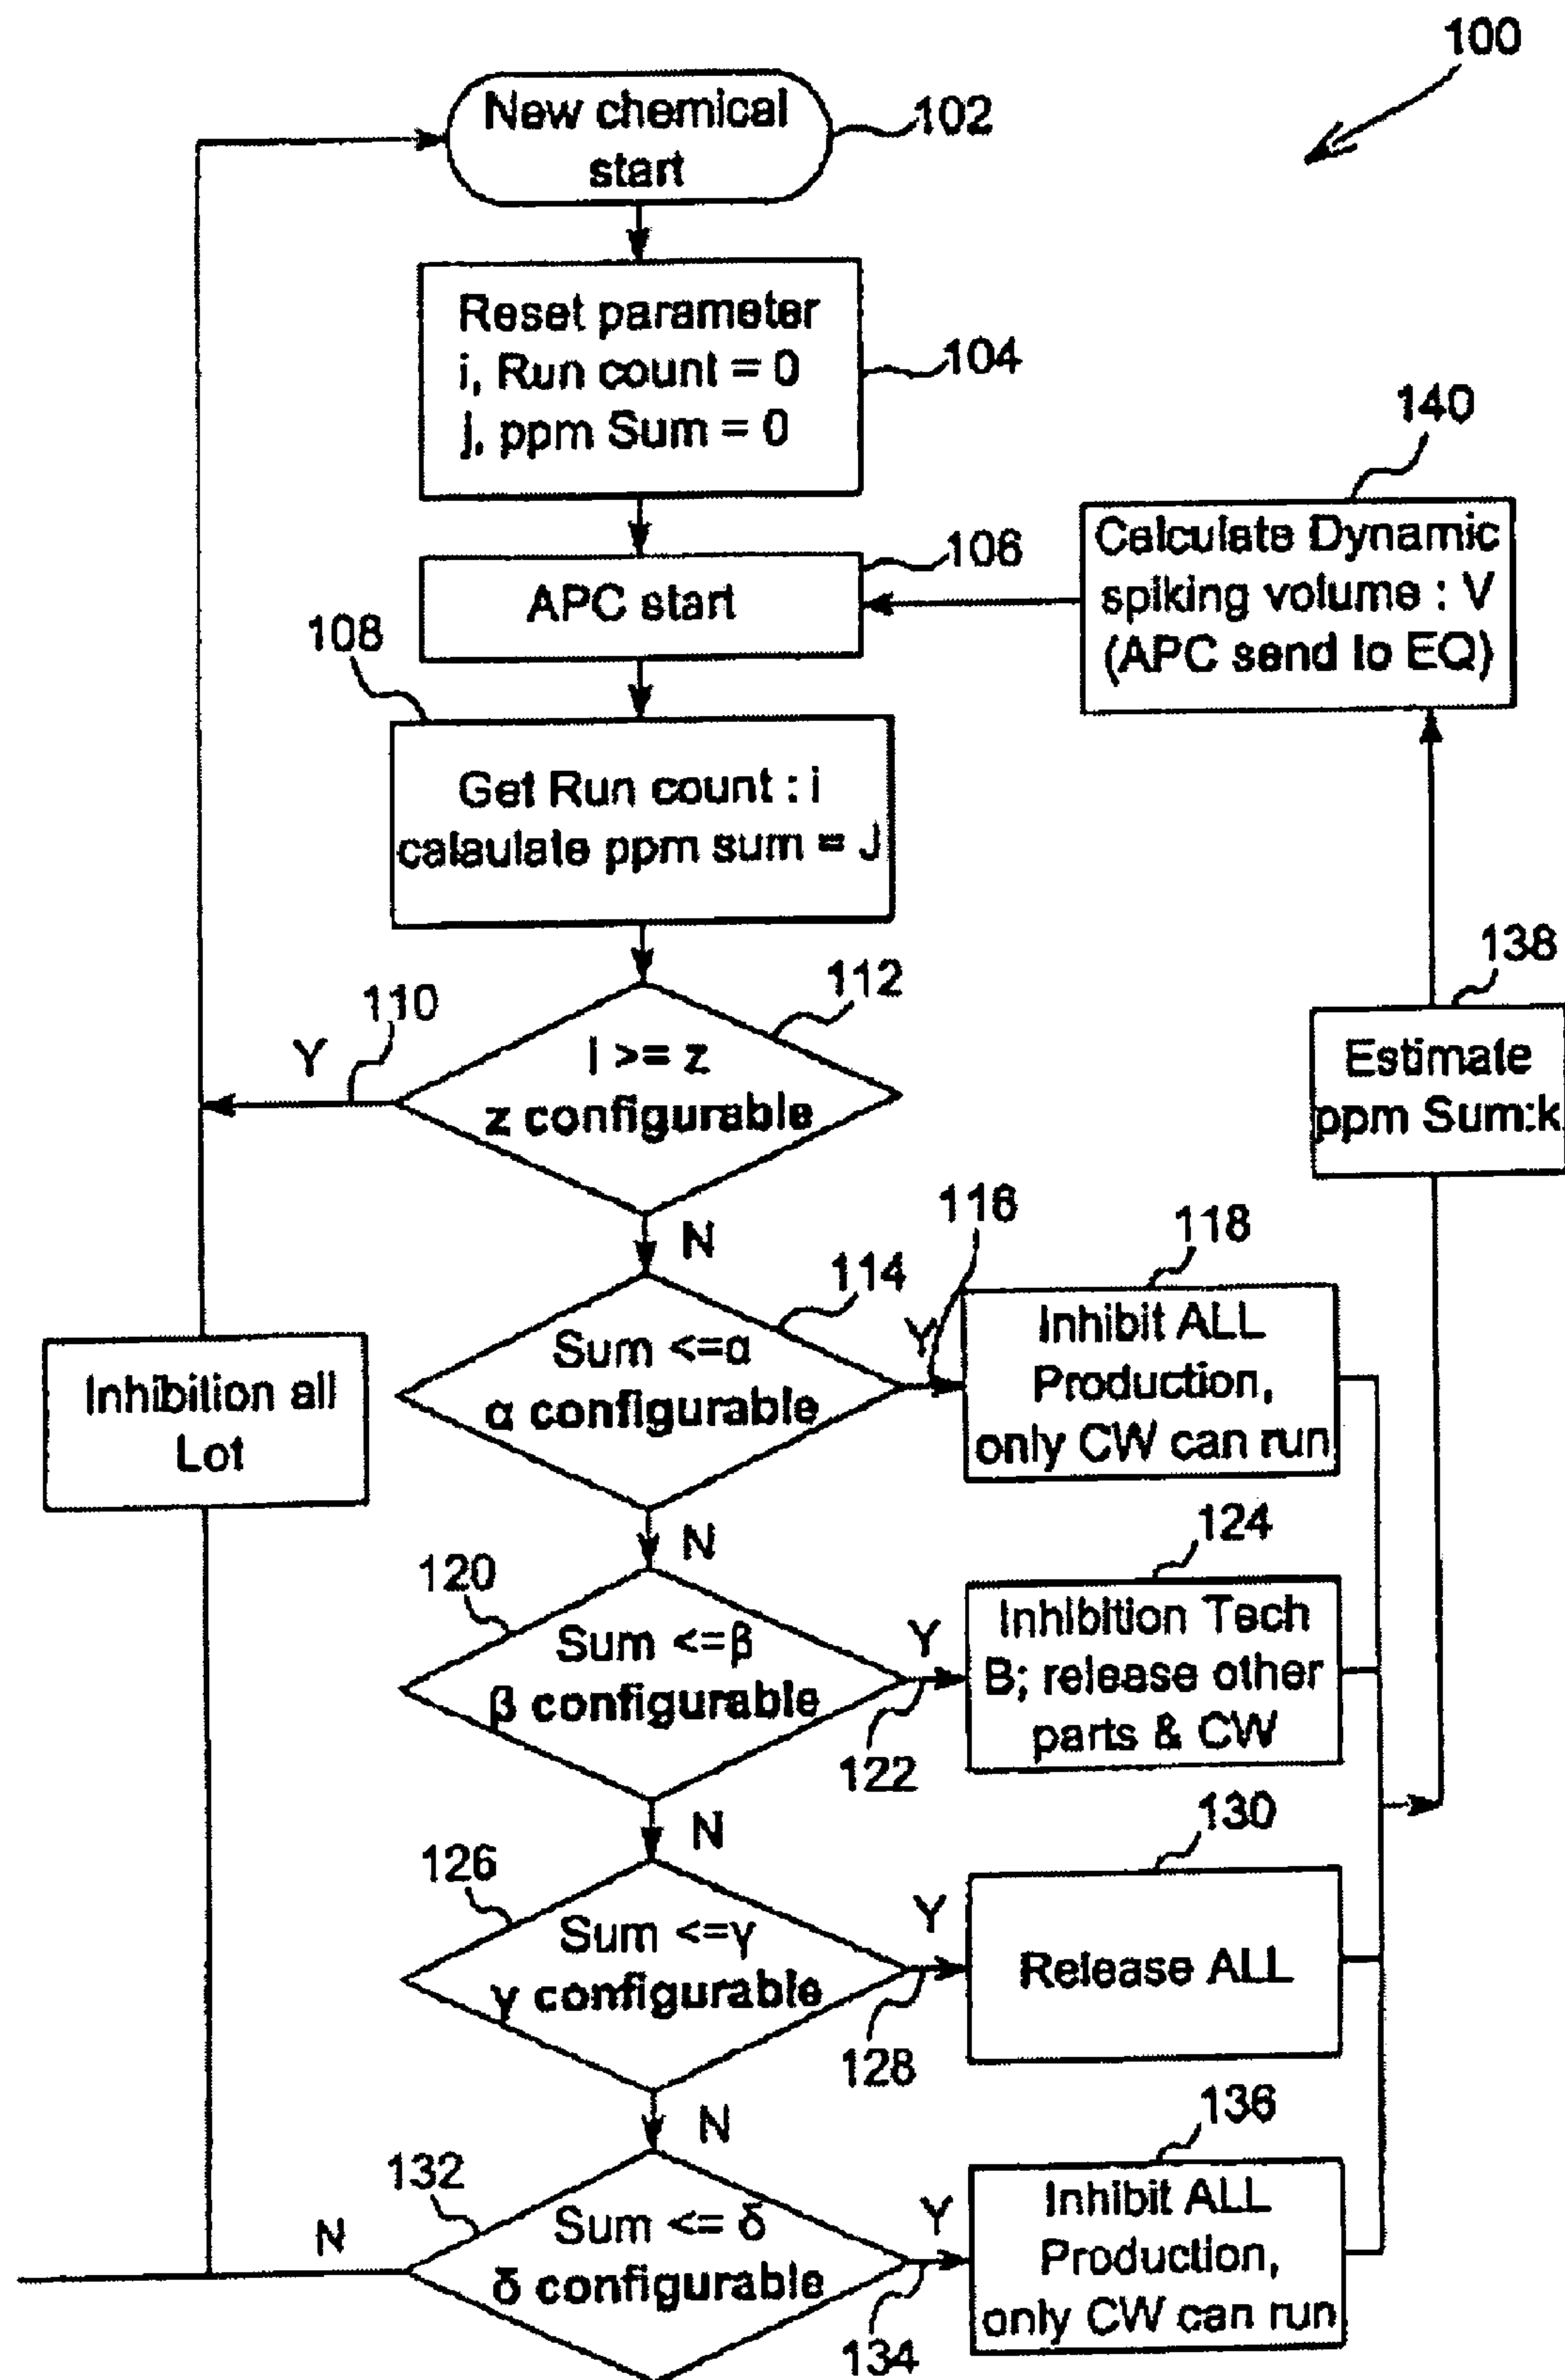 100
New chemical
start
102
Reset parameter
i, Run count = 0
j, ppm Sum = 0
104
140
Calculate Dynamic
spiking volume : V
(APC send to EQ)
106
APC start
108
Get Run count : i
calaulate ppm sum = J
138
Estimate
ppm Sum:k
110
Y
112
I >= z
z configurable
N
116
118
114
Sum <=α
α configurable
Y
Inhibit ALL
Production,
only CW can run
Inhibition all
Lot
N
120
124
Sum <=β
β configurable
Y
122
Inhibition Tech
B; release other
parts & CW
N
126
130
Sum <=γ
γ configurable
Y
128
Release ALL
N
132
136
N
Sum <= δ
δ configurable
Y
134
Inhibit ALL
Production,
only CW can run